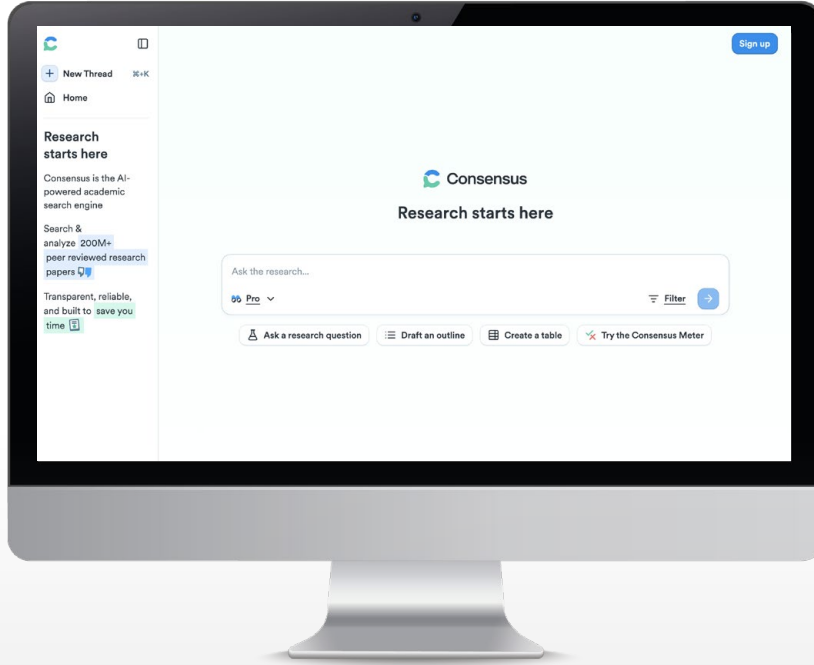 Sign up
New Thread ⌘+K
Home
Research
starts here
Consensus is the AI-
powered academic
search engine
Search &
analyze 200M+
peer reviewed research
papers
Transparent, reliable,
and built to save you
time
Consensus
Research starts here
Ask the research...
Pro
Filter
Ask a research question
Draft an outline
Create a table
Try the Consensus Meter